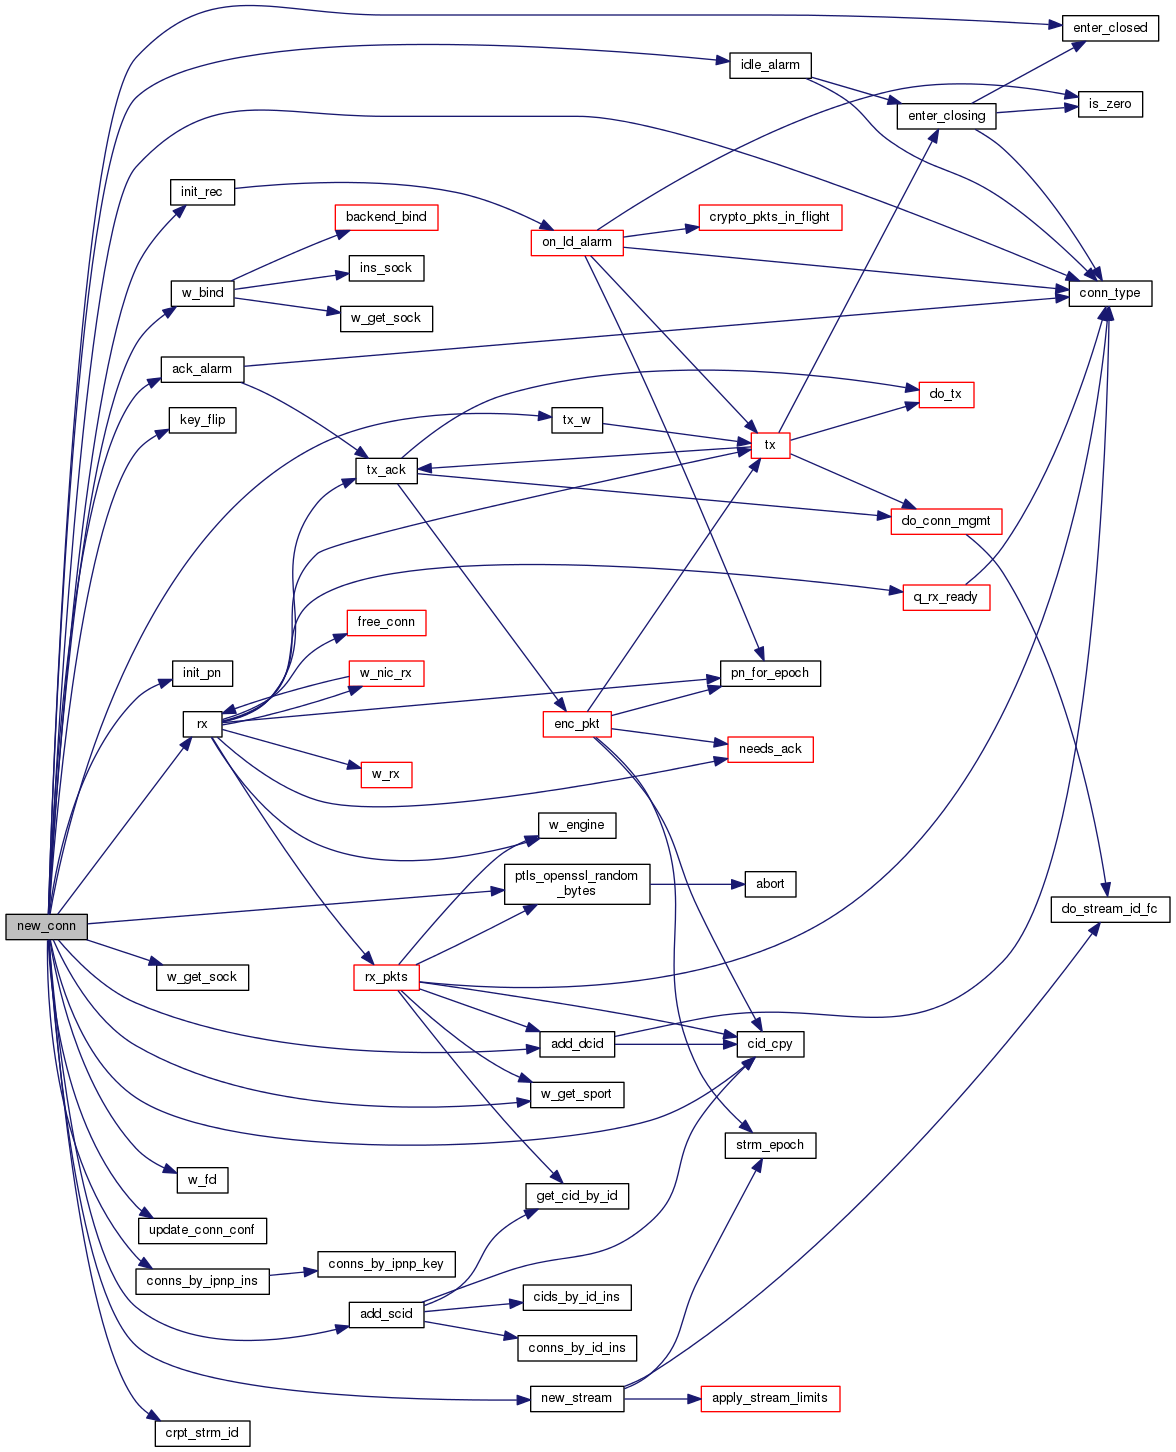 enter_closed
idle_alarm
is_zero
enter_closing
init_rec
backend_bind
crypto_pkts_in_flight
on_ld_alarm
ins_sock
w_bind
conn_type
w_get_sock
ack_alarm
do_tx
key_flip
tx_w
tx
tx_ack
do_conn_mgmt
q_rx_ready
free_conn
init_pn
w_nic_rx
pn_for_epoch
rx
enc_pkt
needs_ack
w_rx
w_engine
ptls_openssl_random
_bytes
abort
do_stream_id_fc
new_conn
w_get_sock
rx_pkts
add_dcid
cid_cpy
w_get_sport
strm_epoch
w_fd
get_cid_by_id
update_conn_conf
conns_by_ipnp_key
conns_by_ipnp_ins
cids_by_id_ins
add_scid
conns_by_id_ins
new_stream
apply_stream_limits
crpt_strm_id